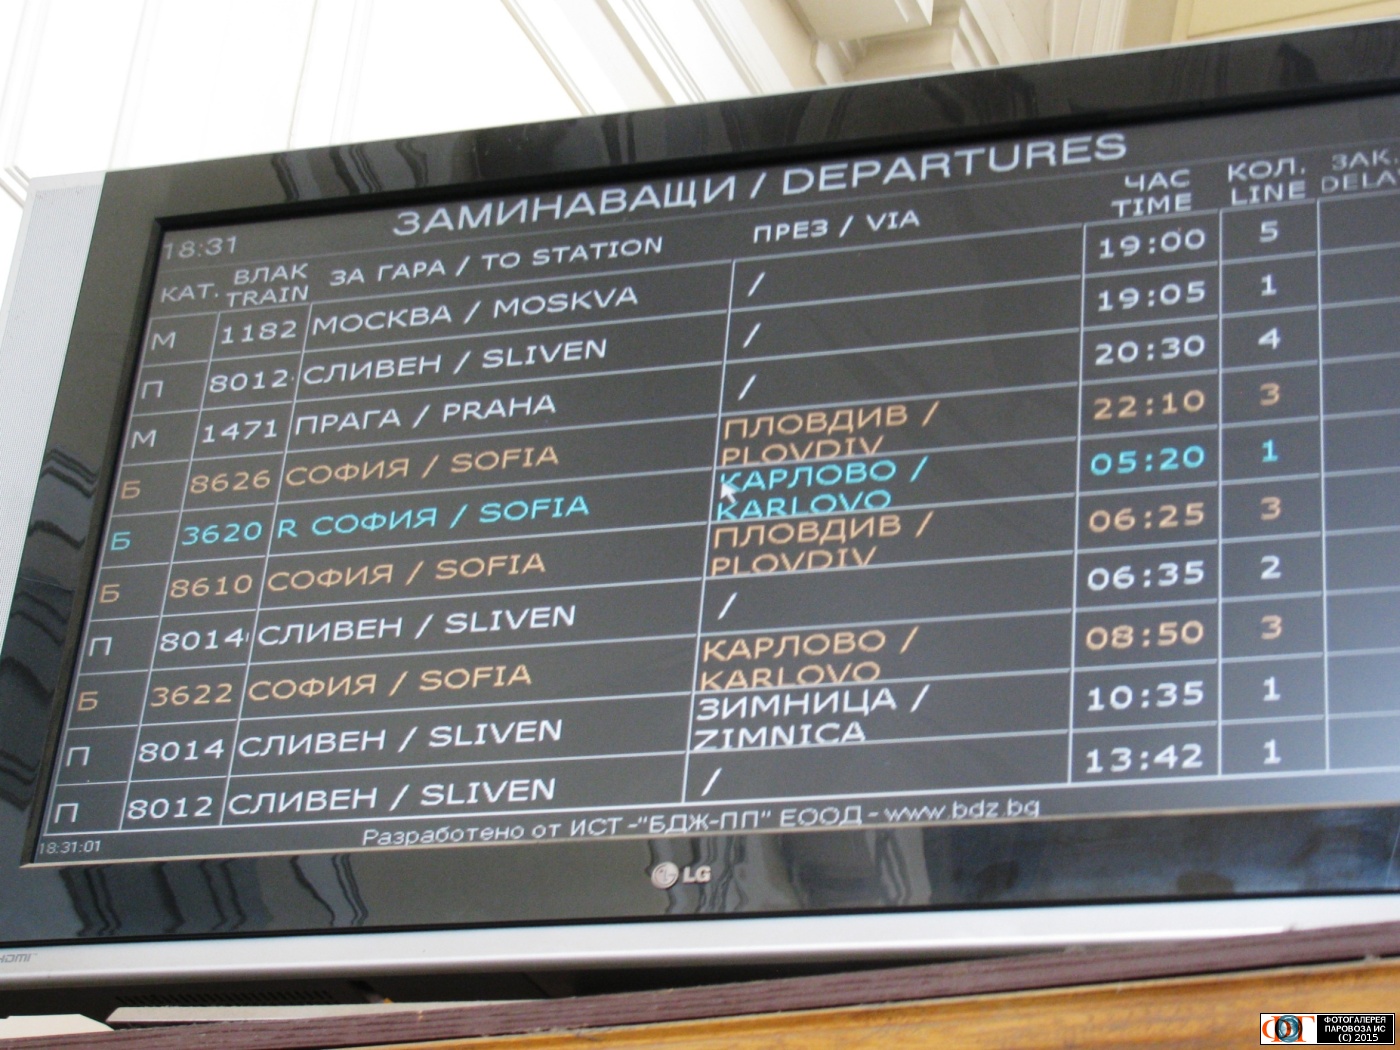 ЗАМИНАВАЩИ / DEPARTURES
18:31
КАТ. ВЛАК TRAIN ЗА ГАРА / TO STATION ПРЕЗ / VIA ЧАС TIME КОЛ. LINE ЗАК
М 1182 МОСКВА / MOSKVA / 19:00 5
П 8012 СЛИВЕН / SLIVEN / 19:05 1
М 1471 ПРАГА / PRAHA / 20:30 4
Б 8626 СОФИЯ / SOFIA ПЛОВДИВ / PLOVDIV 22:10 3
Б 3620 R СОФИЯ / SOFIA КАРЛОВО / KARLOVO 05:20 1
Б 8610 СОФИЯ / SOFIA ПЛОВДИВ / PLOVDIV 06:25 3
П 8014 СЛИВЕН / SLIVEN / 06:35 2
Б 3622 СОФИЯ / SOFIA КАРЛОВО / KARLOVO 08:50 3
П 8014 СЛИВЕН / SLIVEN ЗИМНИЦА / ZIMNICA 10:35 1
П 8012 СЛИВЕН / SLIVEN / 13:42 1
18:31:01 Разработено от ИСТ -"БДЖ-ПП" ЕООД - www.bdz.bg
LG
HDMI
ФОТОГАЛЕРЕЯ
ПАРОВОЗА ИС
(C) 2015